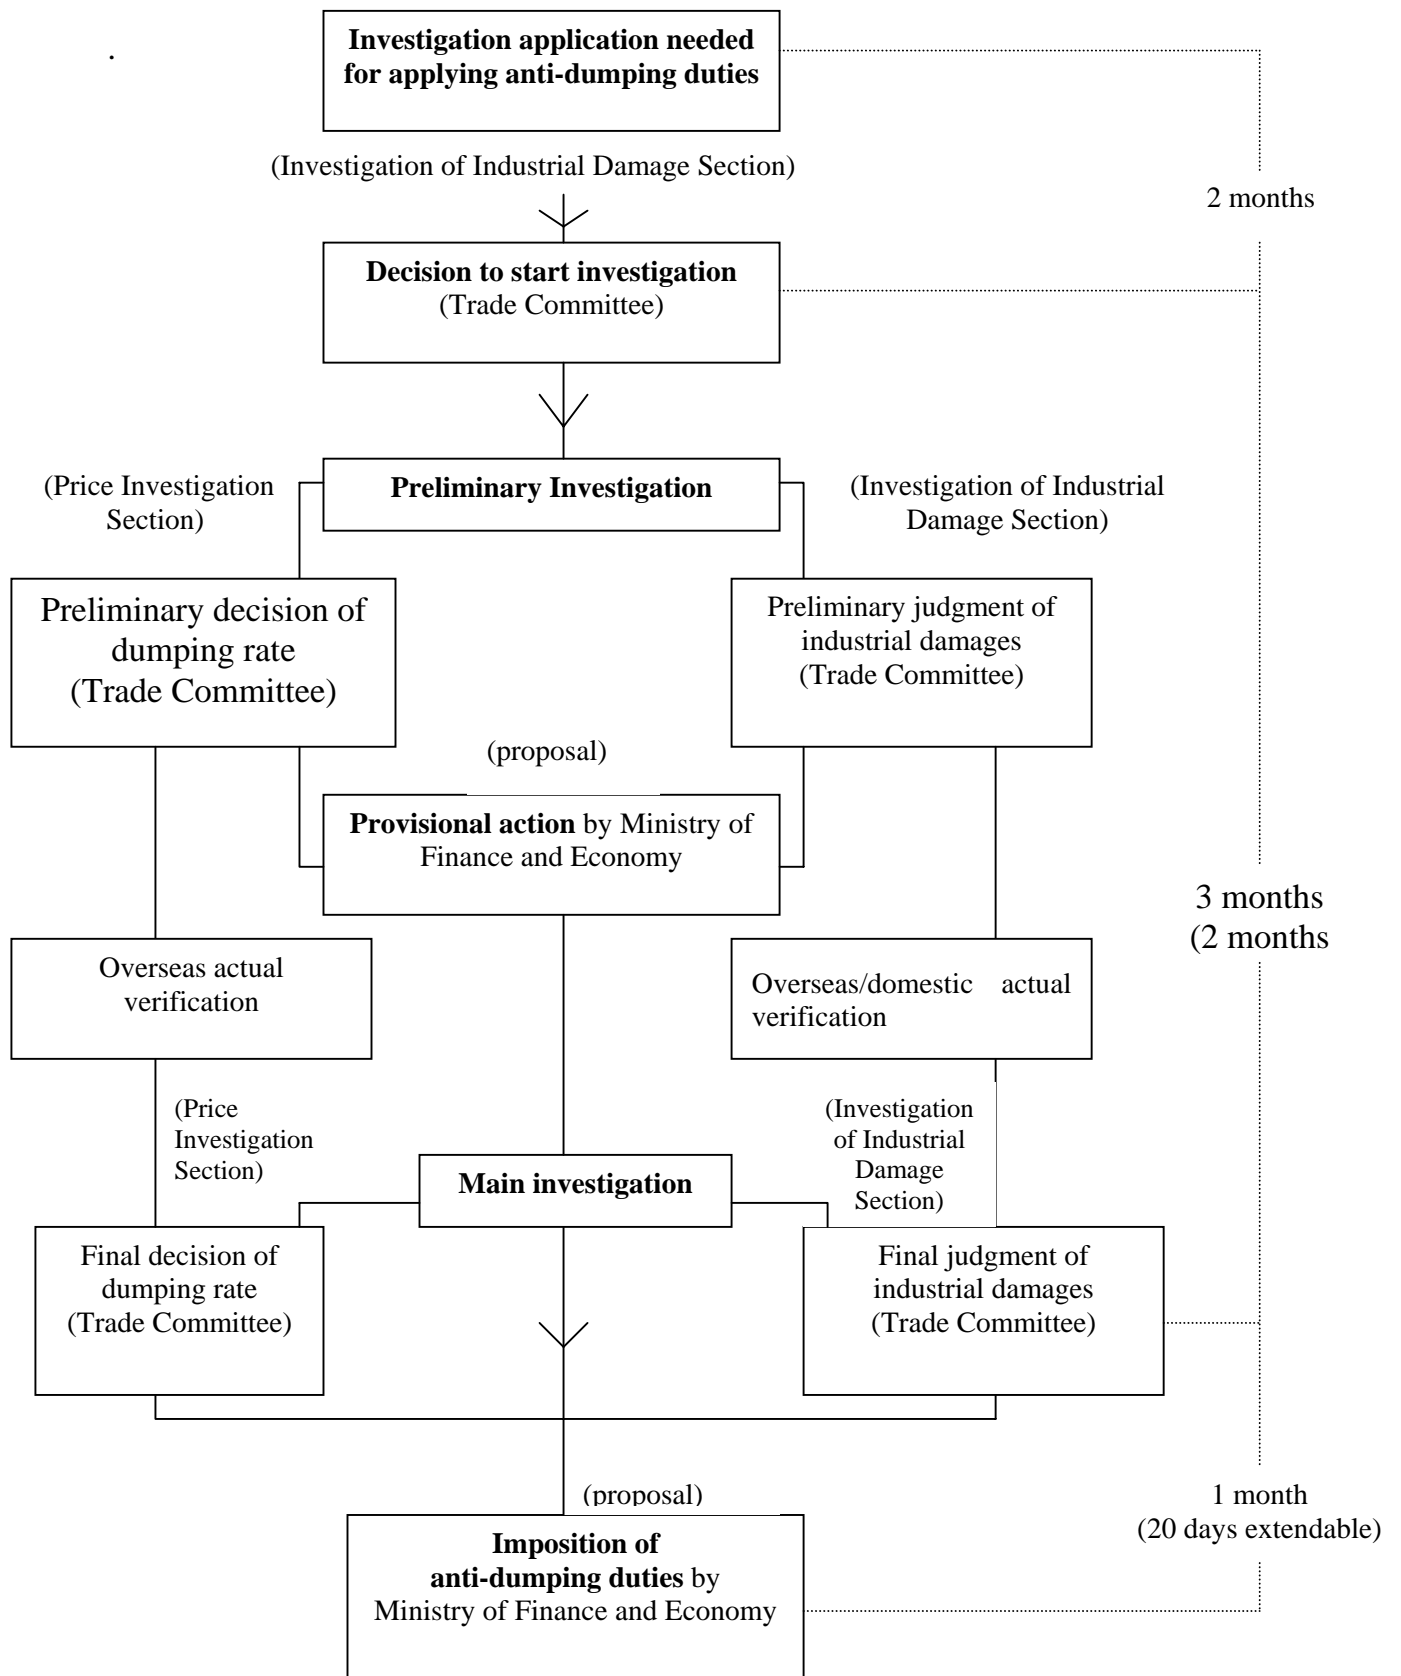 .
Investigation application needed
for applying anti-dumping duties
(Investigation of Industrial Damage Section)
2 months
Decision to start investigation
(Trade Committee)
(Price Investigation
Section)
Preliminary Investigation
(Investigation of Industrial
Damage Section)
Preliminary decision of
dumping rate
(Trade Committee)
Preliminary judgment of
industrial damages
(Trade Committee)
(proposal)
Provisional action by Ministry of
Finance and Economy
3 months
(2 months
Overseas actual
verification
Overseas/domestic actual
verification
(Price
Investigation
Section)
(Investigation
of Industrial
Damage
Section)
Main investigation
Final decision of
dumping rate
(Trade Committee)
Final judgment of
industrial damages
(Trade Committee)
(proposal)
1 month
(20 days extendable)
Imposition of
anti-dumping duties by
Ministry of Finance and Economy